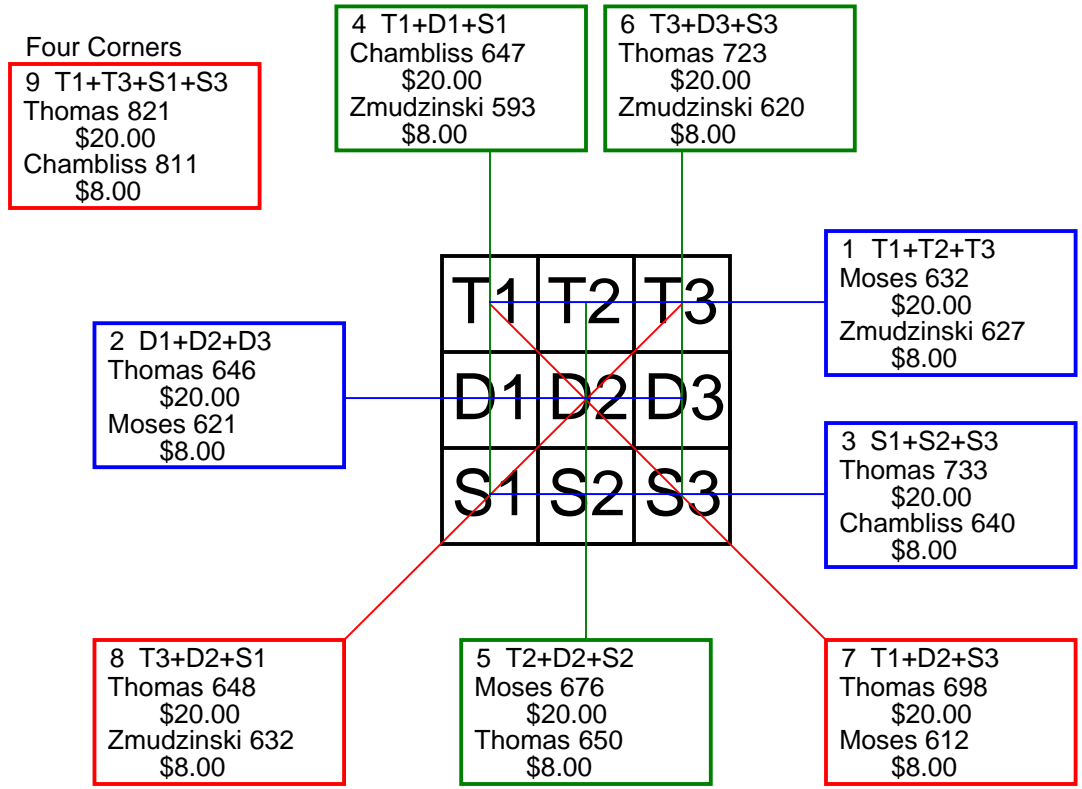 Four Corners
9 T1+T3+S1+S3
Thomas 821
$20.00
Chambliss 811
$8.00
4 T1+D1+S1
Chambliss 647
$20.00
Zmudzinski 593
$8.00
6 T3+D3+S3
Thomas 723
$20.00
Zmudzinski 620
$8.00
1 T1+T2+T3
Moses 632
$20.00
Zmudzinski 627
$8.00
2 D1+D2+D3
Thomas 646
$20.00
Moses 621
$8.00
T1 T2 T3
D1 D2 D3
S1 S2 S3
3 S1+S2+S3
Thomas 733
$20.00
Chambliss 640
$8.00
8 T3+D2+S1
Thomas 648
$20.00
Zmudzinski 632
$8.00
5 T2+D2+S2
Moses 676
$20.00
Thomas 650
$8.00
7 T1+D2+S3
Thomas 698
$20.00
Moses 612
$8.00